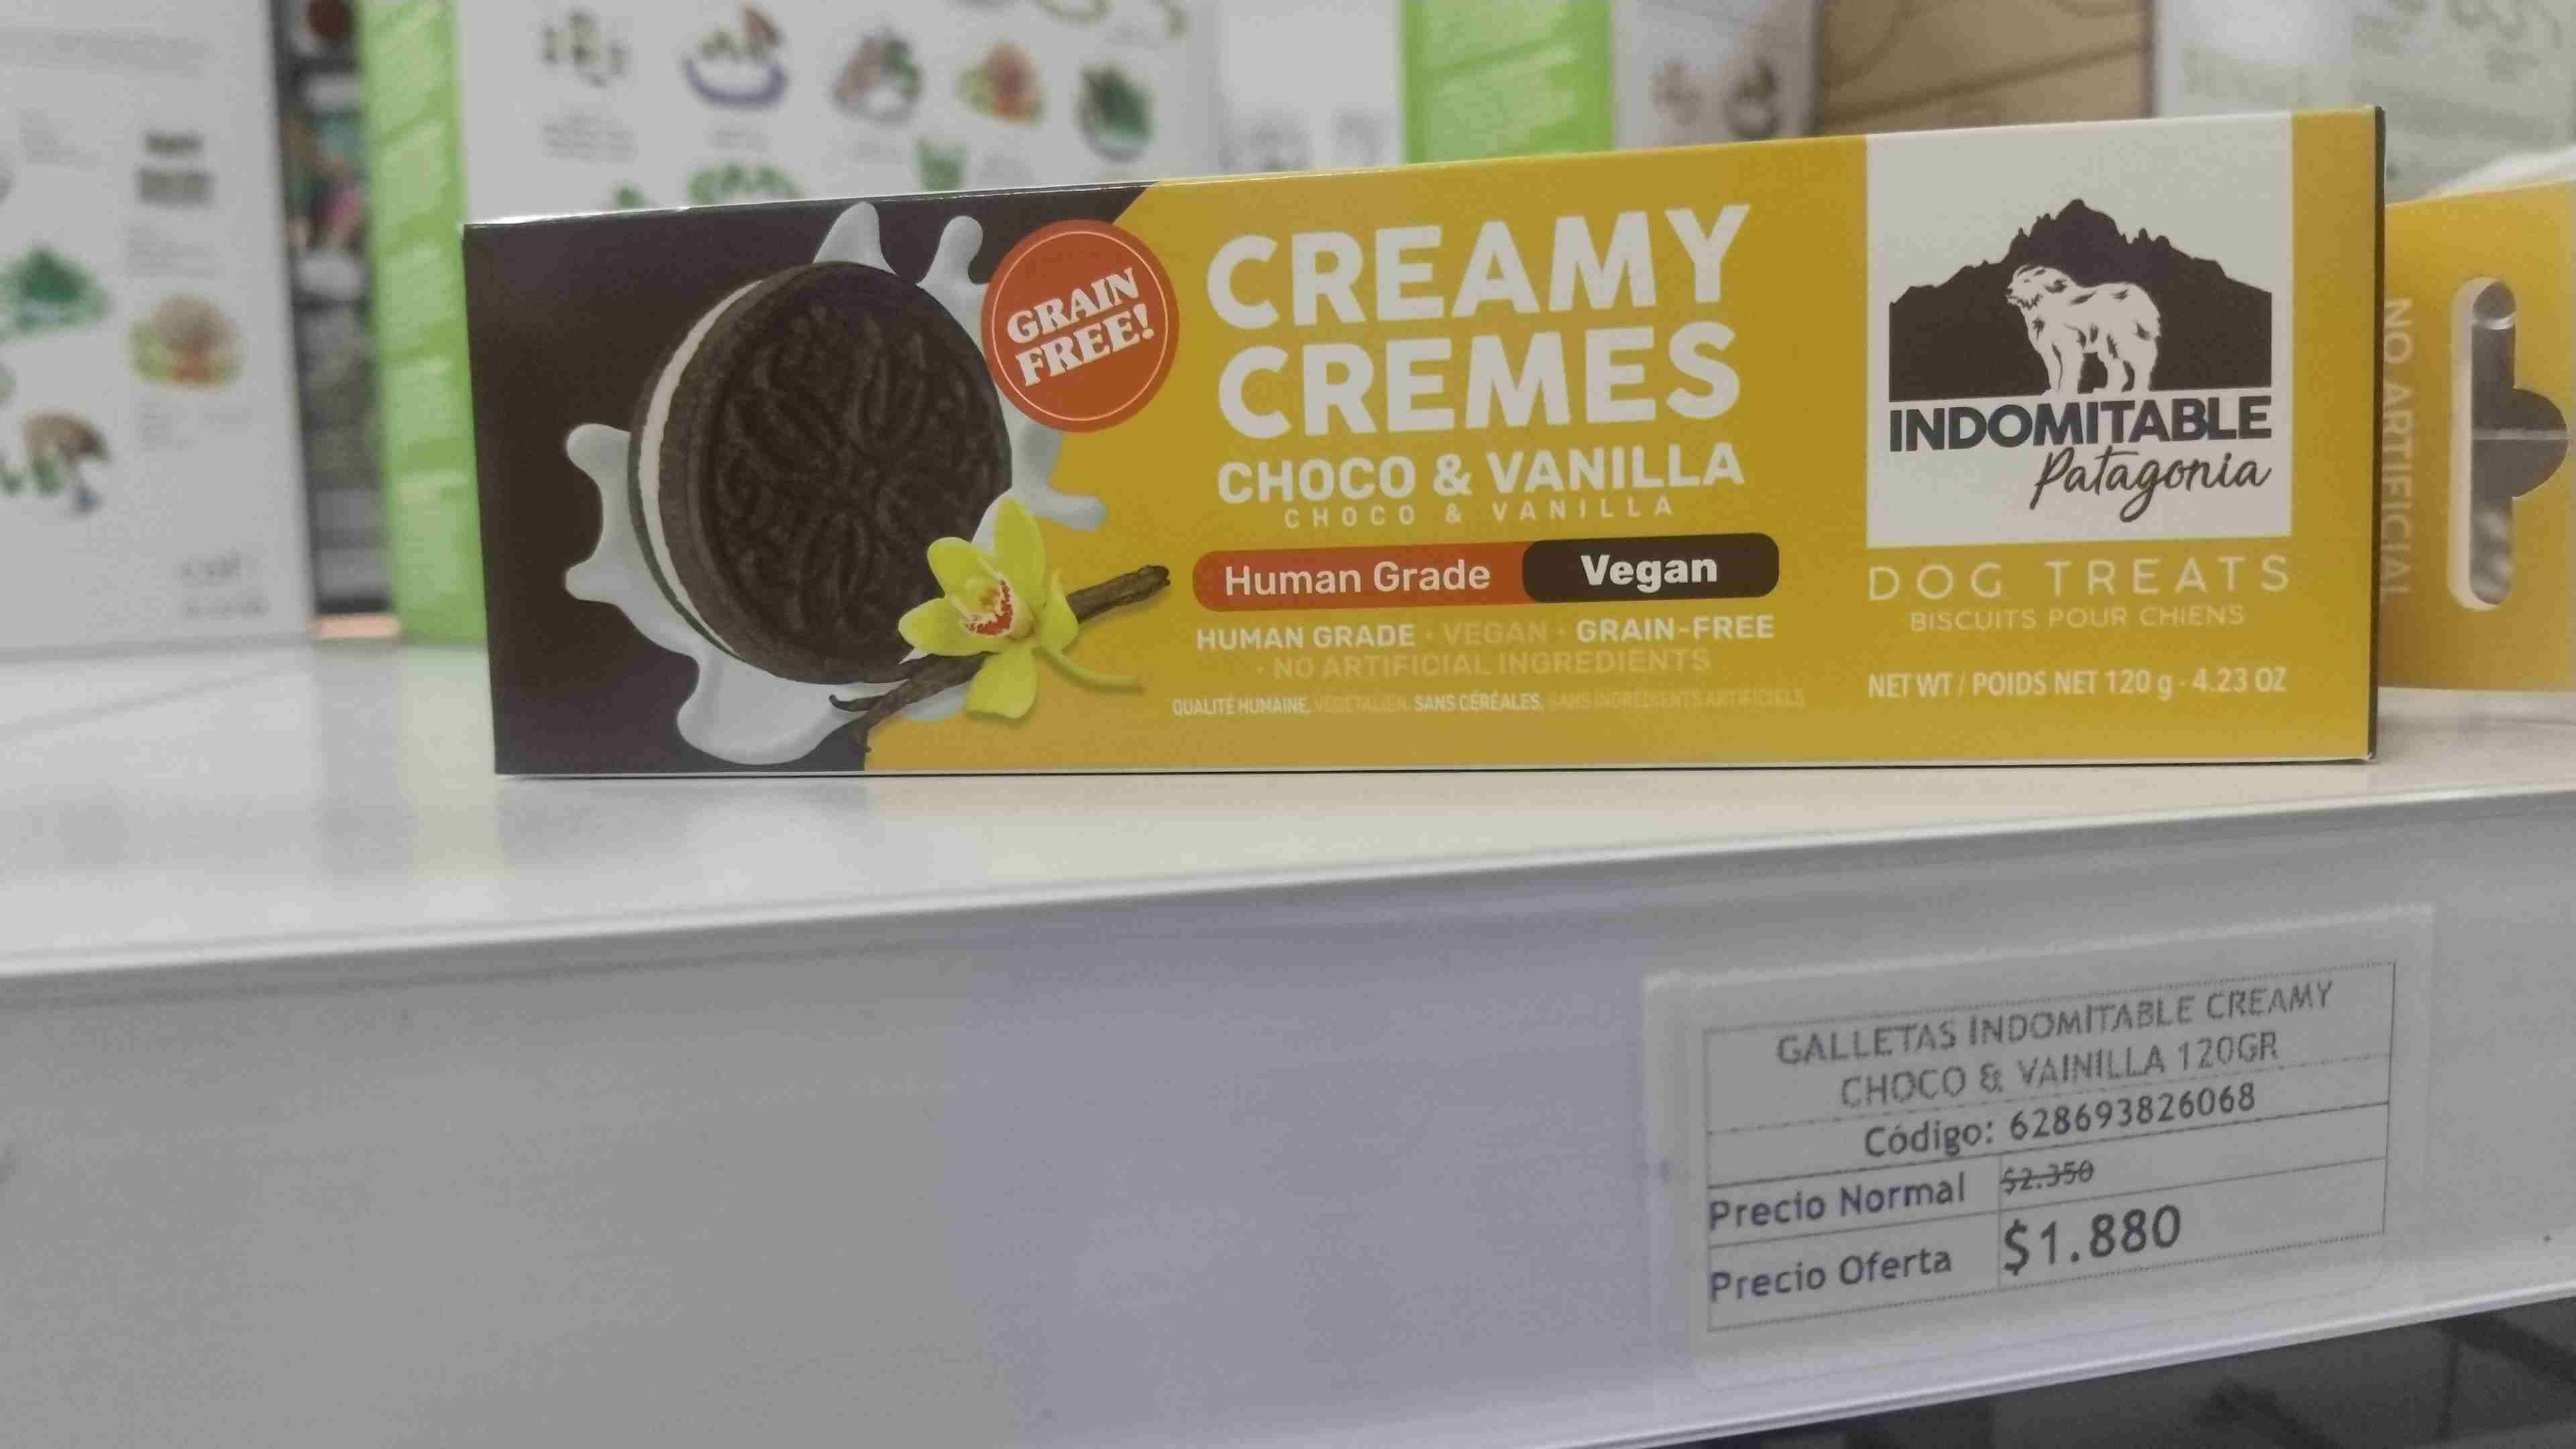 GRAIN
FREE!
CREAMY
CREMES
CHOCO & VANILLA
CHOCO & VANILLA
Human Grade Vegan
HUMAN GRADE · VEGAN · GRAIN-FREE
· NO ARTIFICIAL INGREDIENTS
QUALITÉ HUMAINE, VÉGÉTALIEN, SANS CÉRÉALES, SANS INGRÉDIENTS ARTIFICIELS
INDOMITABLE
Patagonia
DOG TREATS
BISCUITS POUR CHIENS
NET WT / POIDS NET 120 g - 4.23 OZ
NO ARTIFICIAL
GALLETAS INDOMITABLE CREAMY
CHOCO & VAINILLA 120GR
Código: 628693826068
Precio Normal $2.350
Precio Oferta $1.880